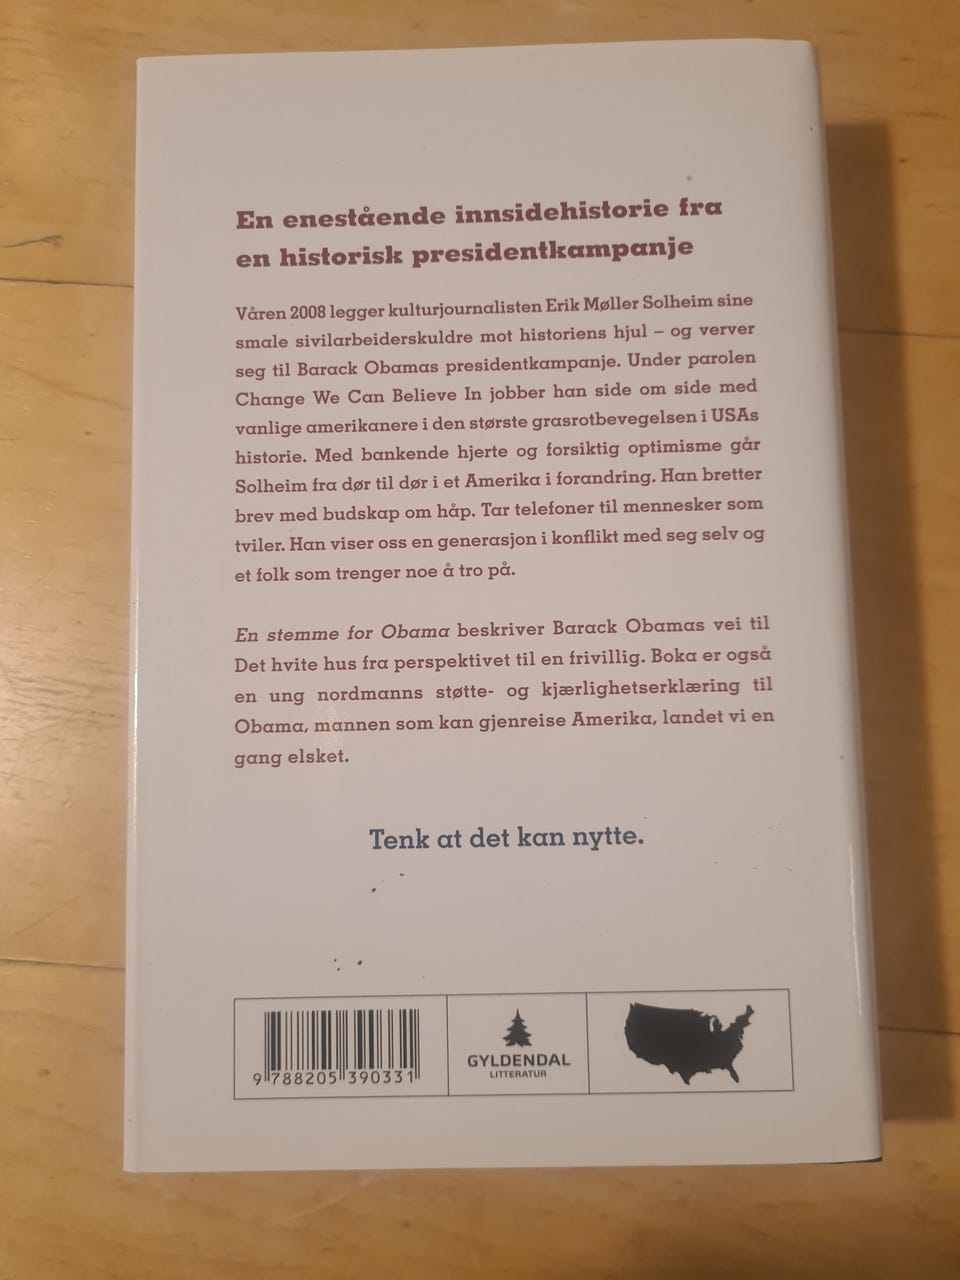 En enestående innsidehistorie fra
en historisk presidentkampanje
Våren 2008 legger kulturjournalisten Erik Møller Solheim sine
smale sivilarbeiderskuldre mot historiens hjul – og verver
seg til Barack Obamas presidentkampanje. Under parolen
Change We Can Believe In jobber han side om side med
vanlige amerikanere i den største grasrotbevegelsen i USAs
historie. Med bankende hjerte og forsiktig optimisme går
Solheim fra dør til dør i et Amerika i forandring. Han bretter
brev med budskap om håp. Tar telefoner til mennesker som
tviler. Han viser oss en generasjon i konflikt med seg selv og
et folk som trenger noe å tro på.
En stemme for Obama beskriver Barack Obamas vei til
Det hvite hus fra perspektivet til en frivillig. Boka er også
en ung nordmanns støtte- og kjærlighetserklæring til
Obama, mannen som kan gjenreise Amerika, landet vi en
gang elsket.
Tenk at det kan nytte.
9 788205 390331
GYLDENDAL
LITTERATUR